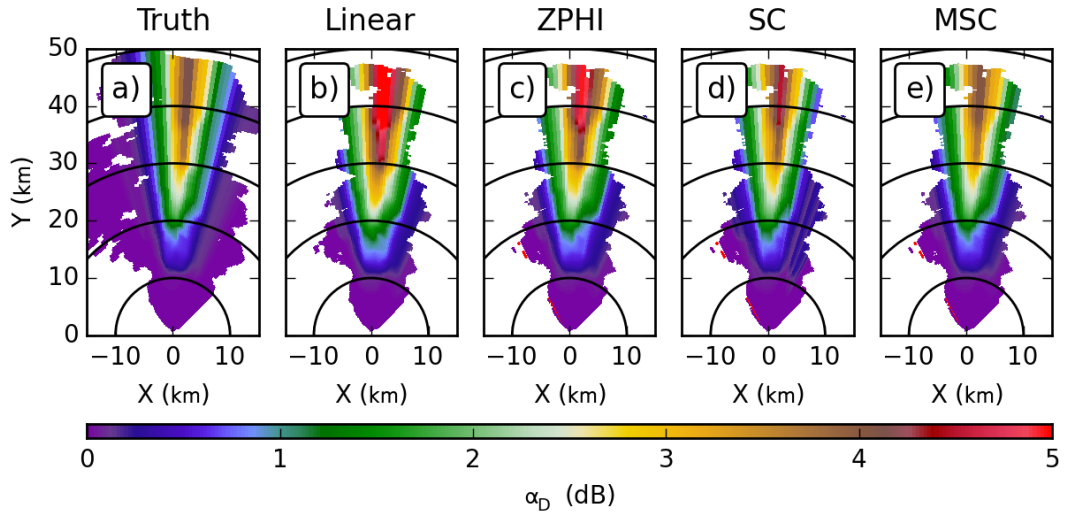 Truth Linear ZPHI SC MSC
a) b) c) d) e)
50
40
30
20
10
0
Y (km)
−10 0 10 −10 0 10 −10 0 10 −10 0 10 −10 0 10
X (km) X (km) X (km) X (km) X (km)
0 1 2 3 4 5
α_D (dB)